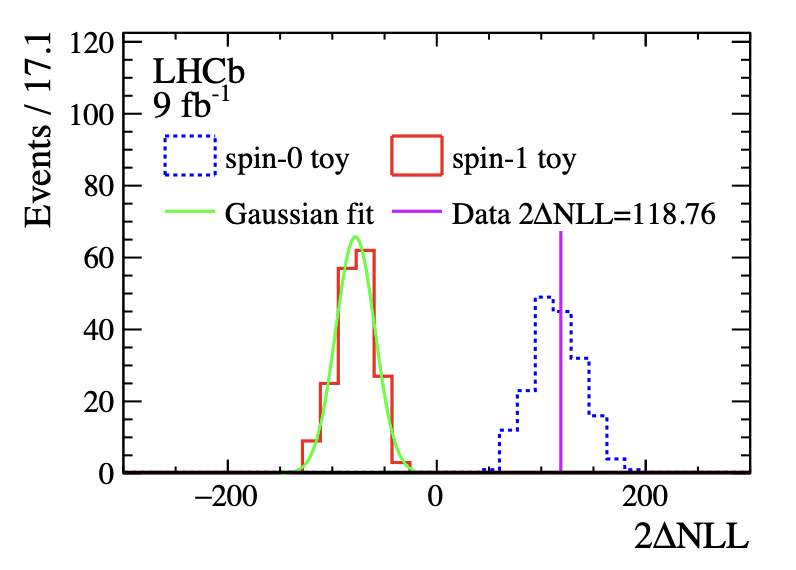 LHCb
9 fb⁻¹
spin-0 toy
spin-1 toy
Gaussian fit
Data 2ΔNLL=118.76
Events / 17.1
120
100
80
60
40
20
0
−200
0
200
2ΔNLL